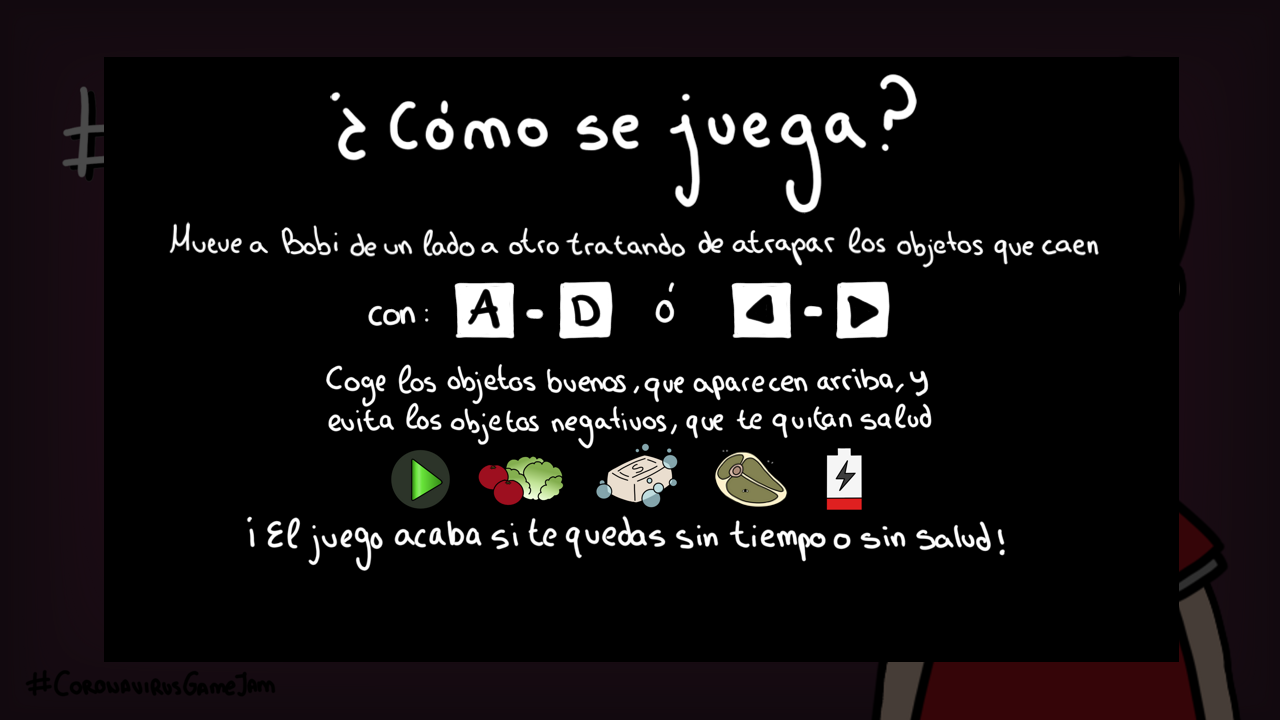 #
¿Cómo se juega?
Mueve a Bobi de un lado a otro tratando de atrapar los objetos que caen
con: A - D ó ◀ - ▶
Coge los objetos buenos, que aparecen arriba, y
evita los objetos negativos, que te quitan salud
S
¡El juego acaba si te quedas sin tiempo o sin salud!
#CORONAVIRUSGAMEJAM